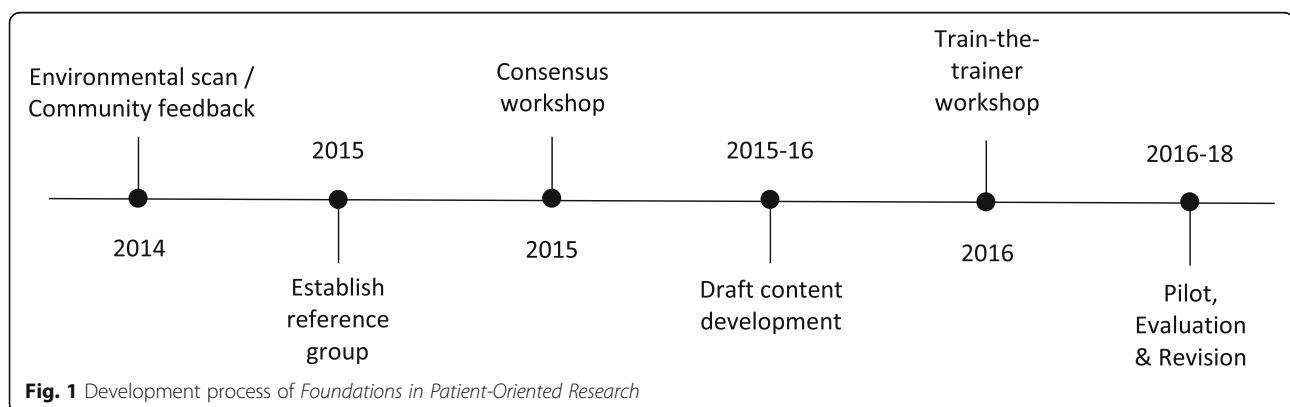 Environmental scan /
Community feedback
2014
2015
Establish
reference
group
Consensus
workshop
2015
2015-16
Draft content
development
Train-the-
trainer
workshop
2016
2016-18
Pilot,
Evaluation
& Revision
Fig. 1 Development process of Foundations in Patient-Oriented Research